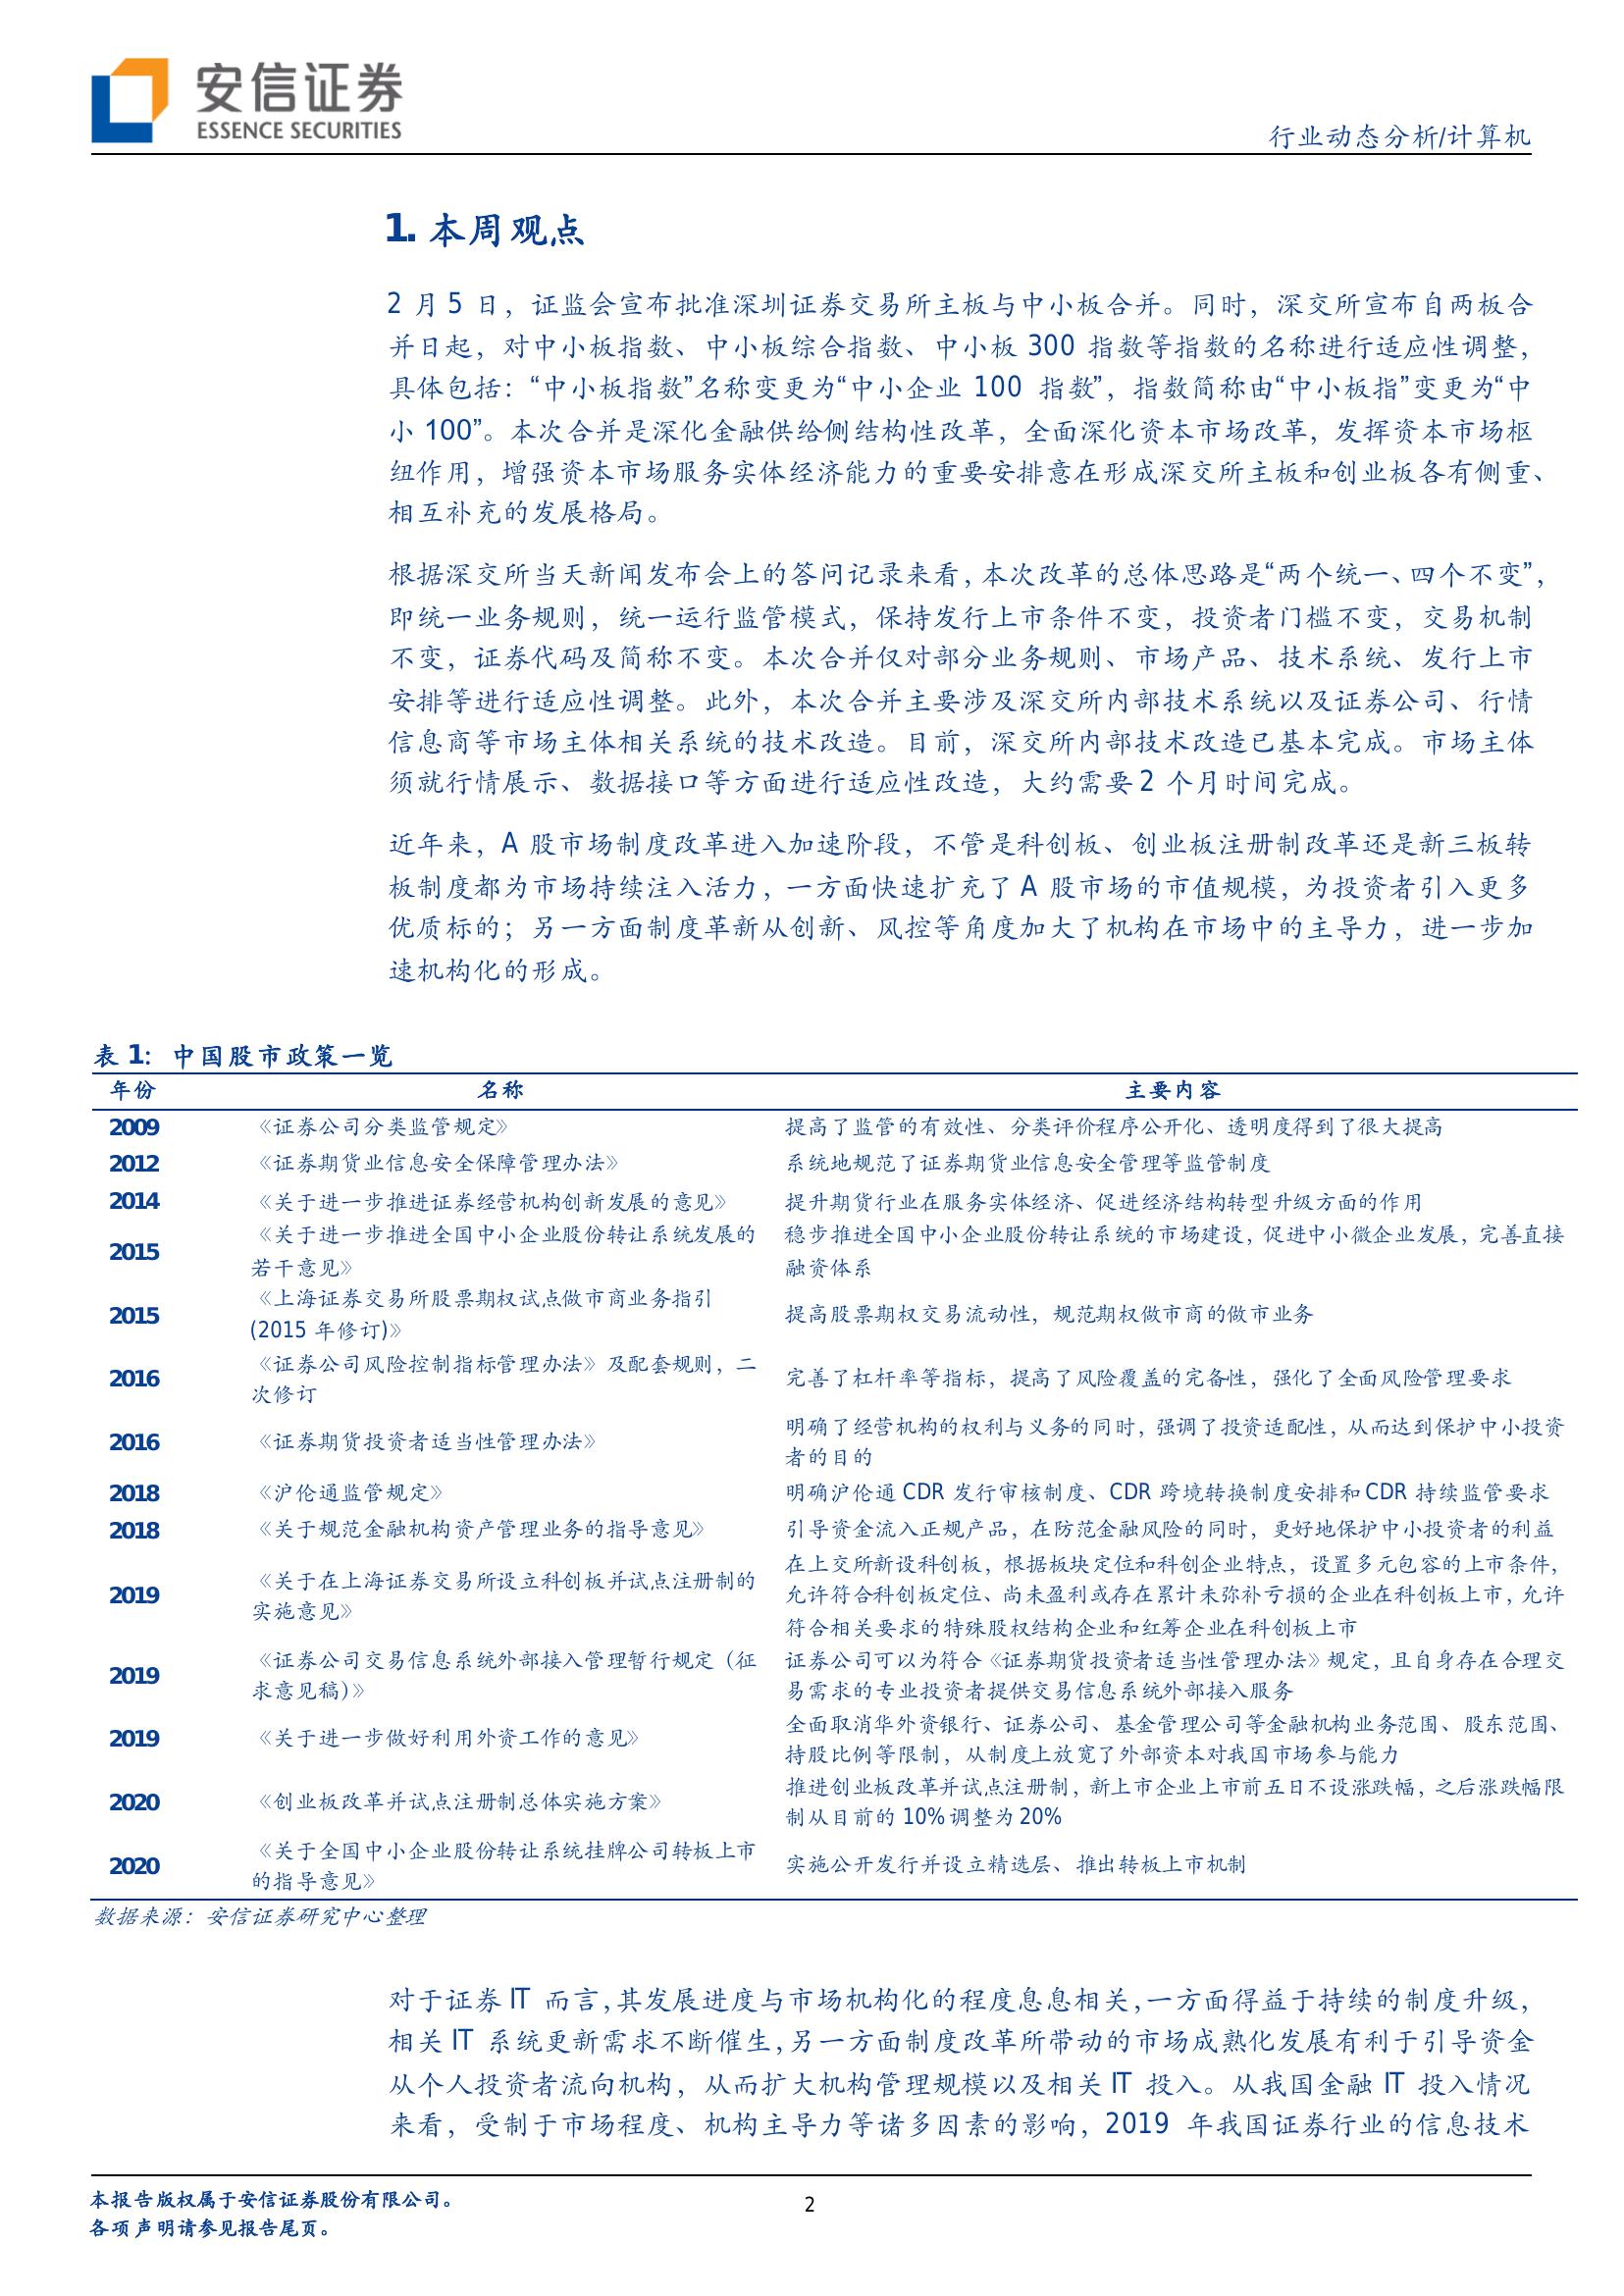 安信证券
ESSENCE SECURITIES
行业动态分析/计算机
1. 本周观点
2 月 5 日，证监会宣布批准深圳证券交易所主板与中小板合并。同时，深交所宣布自两板合
并日起，对中小板指数、中小板综合指数、中小板 300 指数等指数的名称进行适应性调整，
具体包括：“中小板指数”名称变更为“中小企业 100 指数”，指数简称由“中小板指”变更为“中
小 100”。本次合并是深化金融供给侧结构性改革，全面深化资本市场改革，发挥资本市场枢
纽作用，增强资本市场服务实体经济能力的重要安排意在形成深交所主板和创业板各有侧重、
相互补充的发展格局。
根据深交所当天新闻发布会上的答问记录来看，本次改革的总体思路是“两个统一、四个不变”，
即统一业务规则，统一运行监管模式，保持发行上市条件不变，投资者门槛不变，交易机制
不变，证券代码及简称不变。本次合并仅对部分业务规则、市场产品、技术系统、发行上市
安排等进行适应性调整。此外，本次合并主要涉及深交所内部技术系统以及证券公司、行情
信息商等市场主体相关系统的技术改造。目前，深交所内部技术改造已基本完成。市场主体
须就行情展示、数据接口等方面进行适应性改造，大约需要 2 个月时间完成。
近年来，A 股市场制度改革进入加速阶段，不管是科创板、创业板注册制改革还是新三板转
板制度都为市场持续注入活力，一方面快速扩充了 A 股市场的市值规模，为投资者引入更多
优质标的；另一方面制度革新从创新、风控等角度加大了机构在市场中的主导力，进一步加
速机构化的形成。
表 1：中国股市政策一览
年份 名称 主要内容
2009 《证券公司分类监管规定》 提高了监管的有效性、分类评价程序公开化、透明度得到了很大提高
2012 《证券期货业信息安全保障管理办法》 系统地规范了证券期货业信息安全管理等监管制度
2014 《关于进一步推进证券经营机构创新发展的意见》 提升期货行业在服务实体经济、促进经济结构转型升级方面的作用
2015 《关于进一步推进全国中小企业股份转让系统发展的 稳步推进全国中小企业股份转让系统的市场建设，促进中小微企业发展，完善直接
若干意见》 融资体系
2015 《上海证券交易所股票期权试点做市商业务指引 提高股票期权交易流动性，规范期权做市商的做市业务
(2015 年修订)》
2016 《证券公司风险控制指标管理办法》及配套规则，二 完善了杠杆率等指标，提高了风险覆盖的完备性，强化了全面风险管理要求
次修订
2016 《证券期货投资者适当性管理办法》 明确了经营机构的权利与义务的同时，强调了投资适配性，从而达到保护中小投资
者的目的
2018 《沪伦通监管规定》 明确沪伦通 CDR 发行审核制度、CDR 跨境转换制度安排和 CDR 持续监管要求
2018 《关于规范金融机构资产管理业务的指导意见》 引导资金流入正规产品，在防范金融风险的同时，更好地保护中小投资者的利益
在上交所新设科创板，根据板块定位和科创企业特点，设置多元包容的上市条件，
2019 《关于在上海证券交易所设立科创板并试点注册制的 允许符合科创板定位、尚未盈利或存在累计未弥补亏损的企业在科创板上市，允许
实施意见》 符合相关要求的特殊股权结构企业和红筹企业在科创板上市
2019 《证券公司交易信息系统外部接入管理暂行规定（征 证券公司可以为符合《证券期货投资者适当性管理办法》规定，且自身存在合理交
求意见稿)》 易需求的专业投资者提供交易信息系统外部接入服务
2019 《关于进一步做好利用外资工作的意见》 全面取消华外资银行、证券公司、基金管理公司等金融机构业务范围、股东范围、
持股比例等限制，从制度上放宽了外部资本对我国市场参与能力
2020 《创业板改革并试点注册制总体实施方案》 推进创业板改革并试点注册制，新上市企业上市前五日不设涨跌幅，之后涨跌幅限
制从目前的 10%调整为 20%
2020 《关于全国中小企业股份转让系统挂牌公司转板上市 实施公开发行并设立精选层、推出转板上市机制
的指导意见》
数据来源：安信证券研究中心整理
对于证券 IT 而言，其发展进度与市场机构化的程度息息相关，一方面得益于持续的制度升级，
相关 IT 系统更新需求不断催生，另一方面制度改革所带动的市场成熟化发展有利于引导资金
从个人投资者流向机构，从而扩大机构管理规模以及相关 IT 投入。从我国金融 IT 投入情况
来看，受制于市场程度、机构主导力等诸多因素的影响，2019 年我国证券行业的信息技术
本报告版权属于安信证券股份有限公司。
各项声明请参见报告尾页。
2